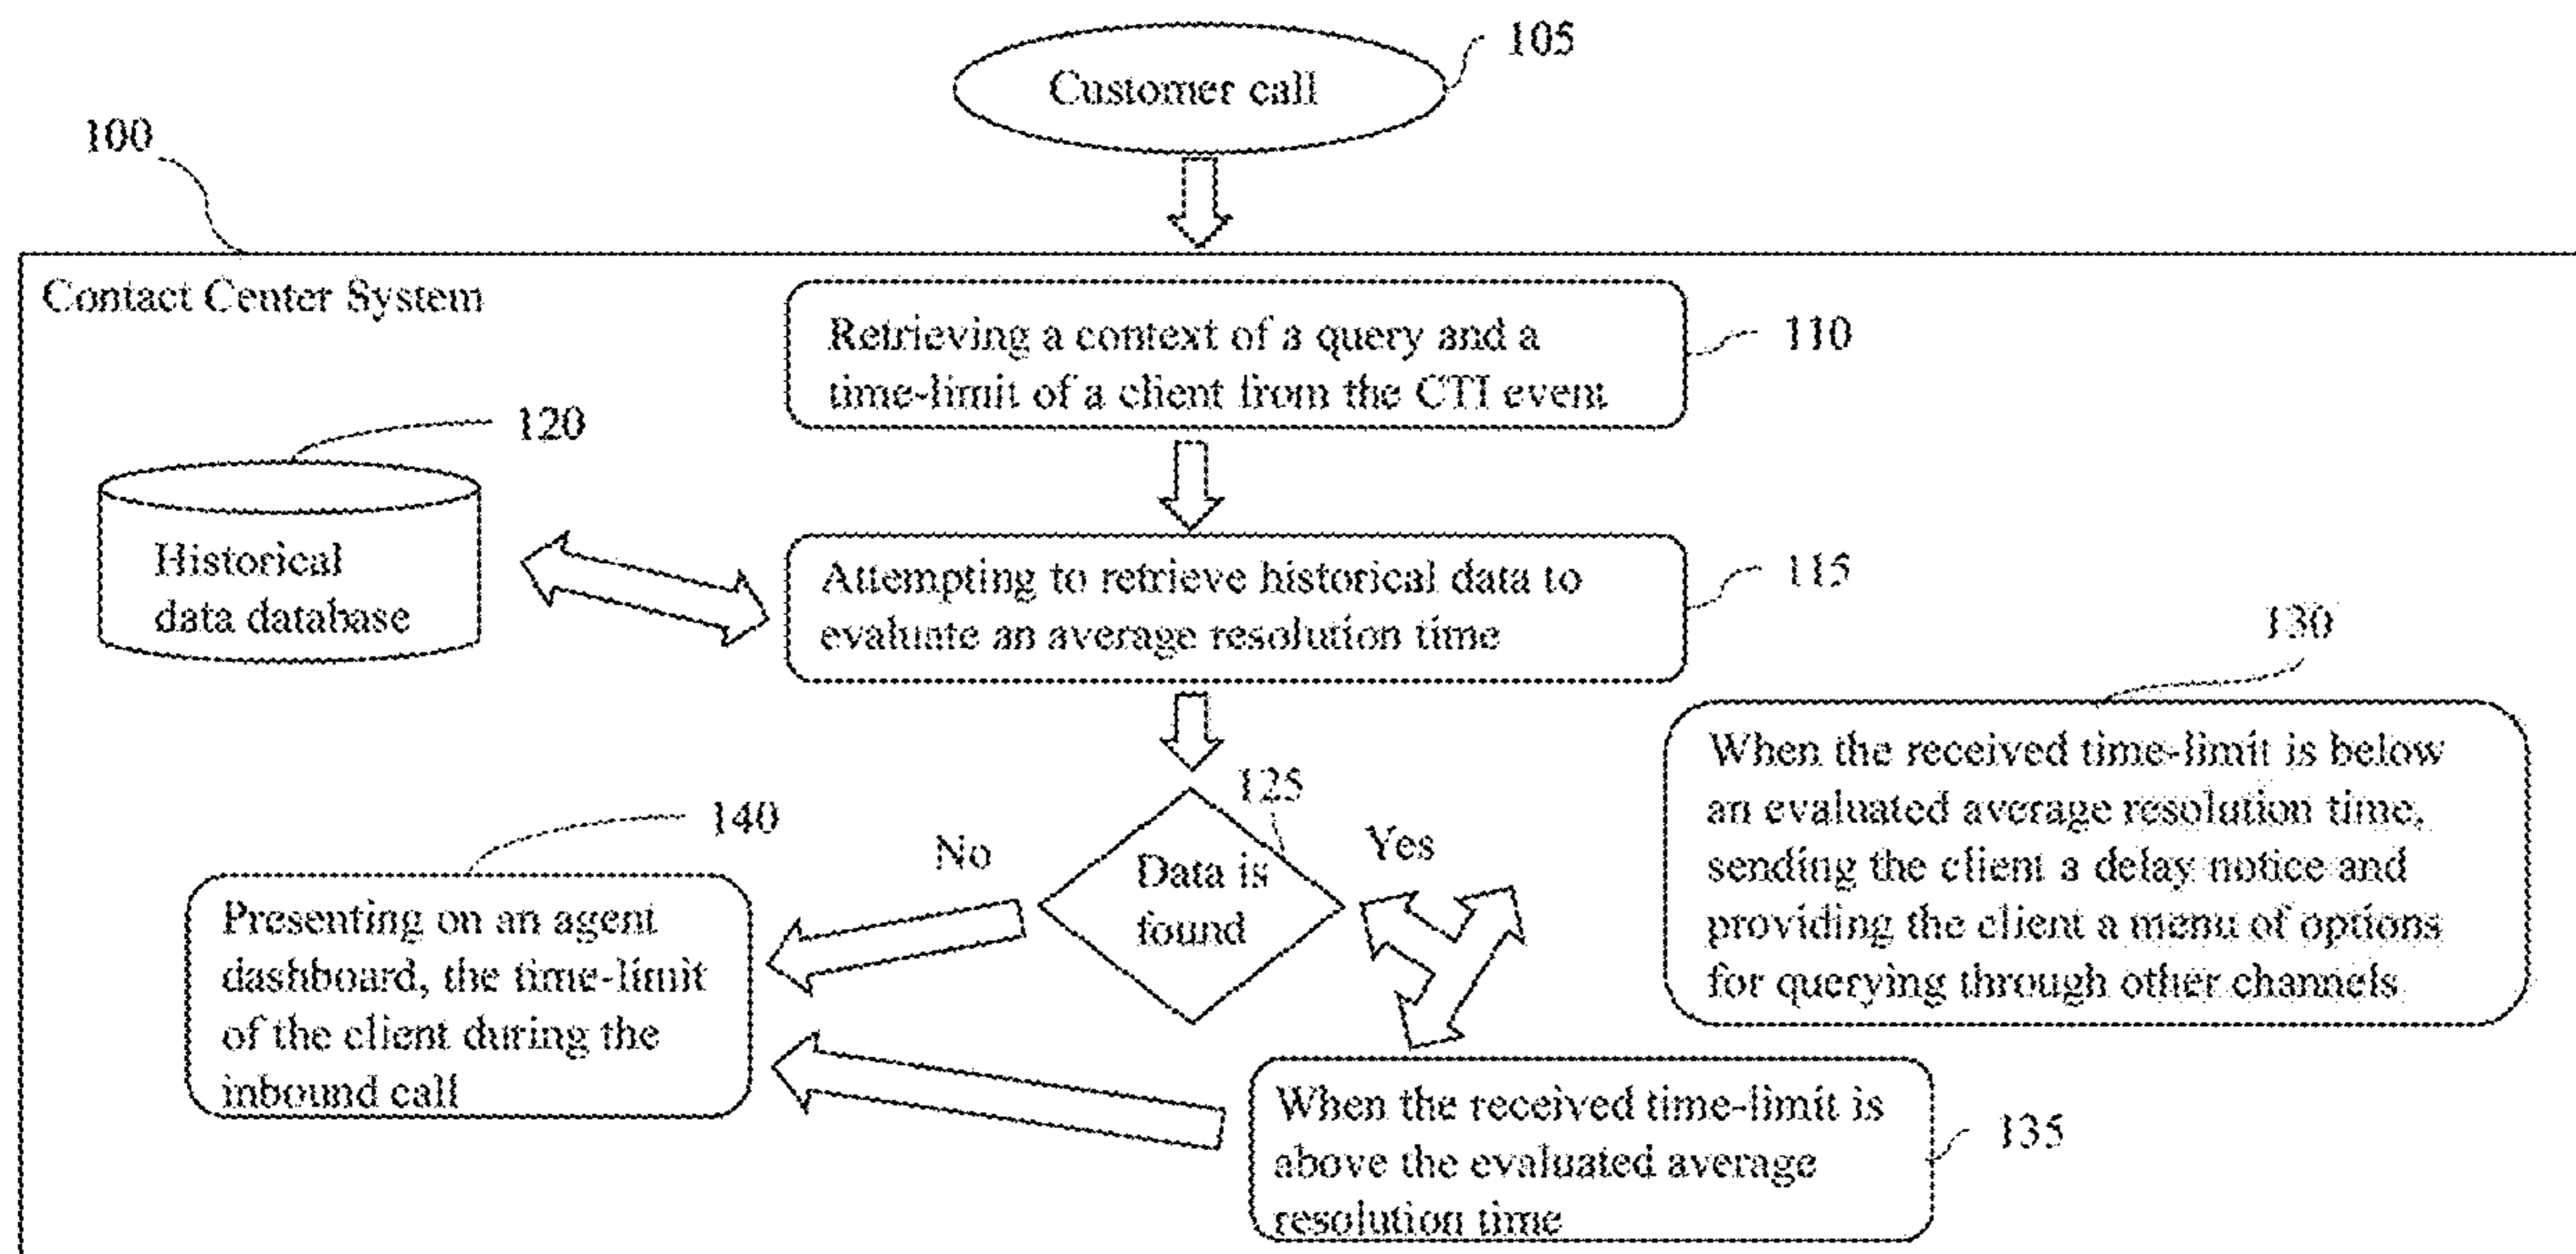 Customer call
105
100
Contact Center System
Retrieving a context of a query and a
time-limit of a client from the CTI event
110
120
Historical
data database
Attempting to retrieve historical data to
evaluate an average resolution time
115
130
When the received time-limit is below
an evaluated average resolution time,
sending the client a delay notice and
providing the client a menu of options
for querying through other channels
125
Data is
found
Yes
No
140
Presenting on an agent
dashboard, the time-limit
of the client during the
inbound call
When the received time-limit is
above the evaluated average
resolution time
135